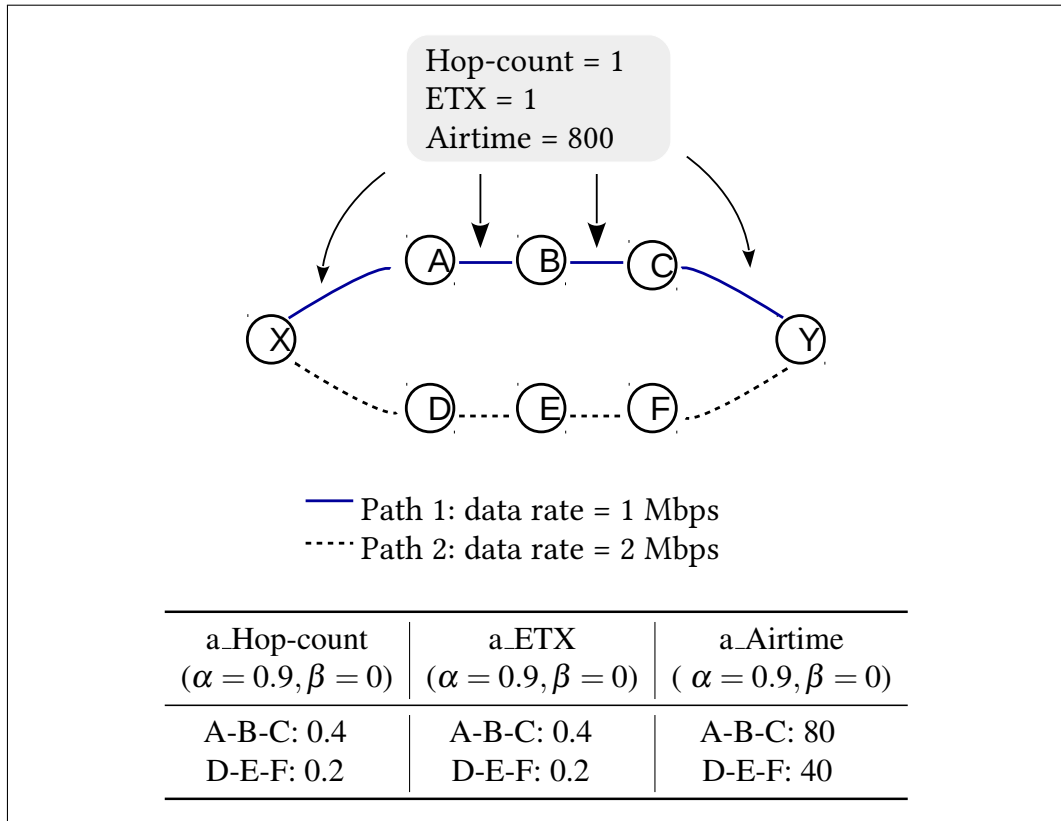 Hop-count = 1
ETX = 1
Airtime = 800
A B C
X Y
D E F
Path 1: data rate = 1 Mbps
Path 2: data rate = 2 Mbps
a_Hop-count a_ETX a_Airtime
(α = 0.9, β = 0) (α = 0.9, β = 0) ( α = 0.9, β = 0)
A-B-C: 0.4 A-B-C: 0.4 A-B-C: 80
D-E-F: 0.2 D-E-F: 0.2 D-E-F: 40